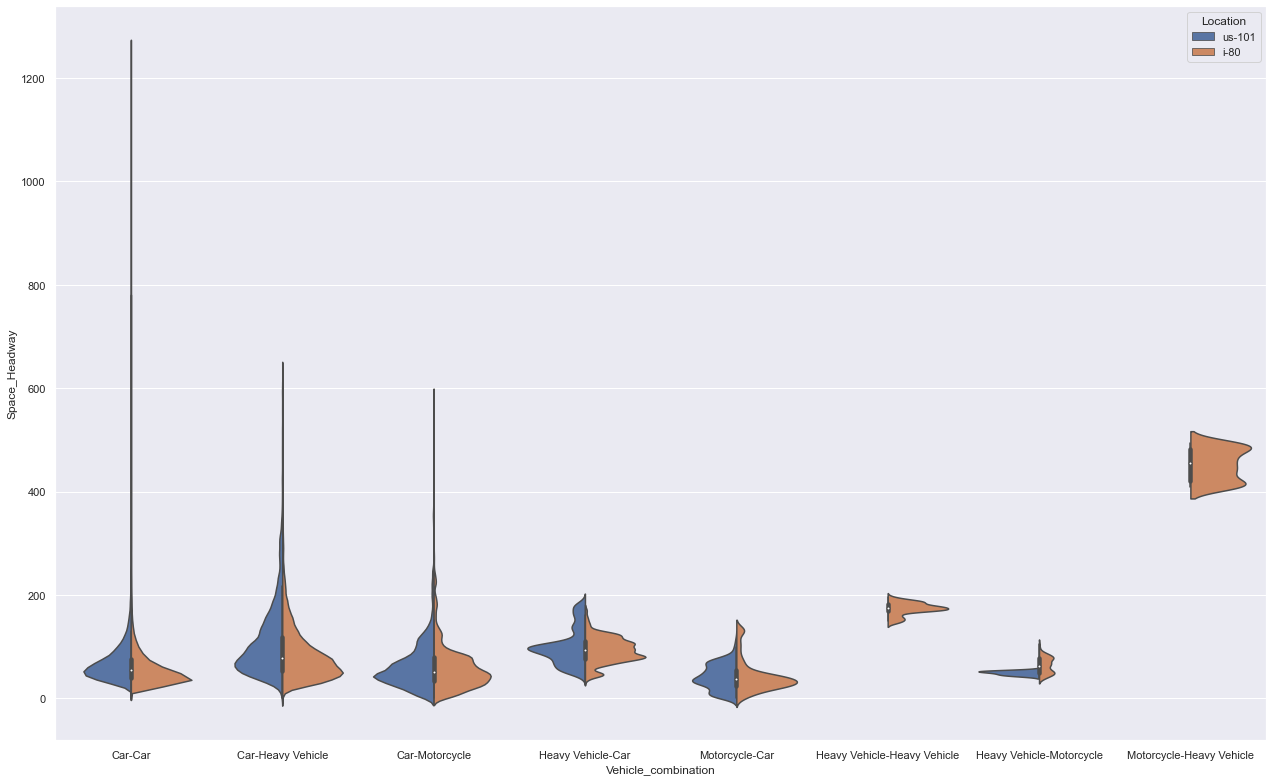 Location
us-101
i-80
1200
1000
800
600
400
200
0
Space_Headway
Car-Car
Car-Heavy Vehicle
Car-Motorcycle
Heavy Vehicle-Car
Motorcycle-Car
Heavy Vehicle-Heavy Vehicle
Heavy Vehicle-Motorcycle
Motorcycle-Heavy Vehicle
Vehicle_combination